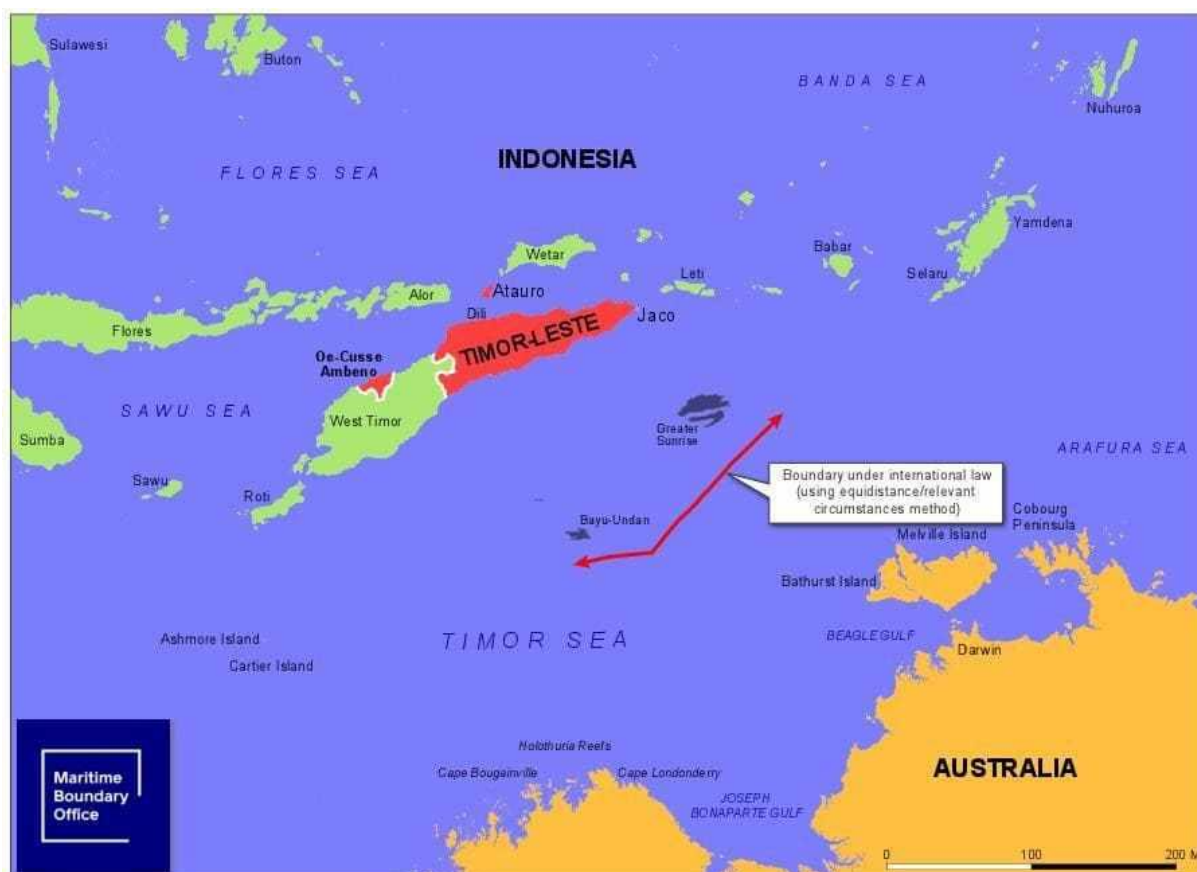 Sulawesi
Buton
BANDA SEA
Nuhuroa
FLORES SEA
INDONESIA
Yamdena
Wetar
Babar
Selaru
Leti
Alor
Atauro
Dili
Jaco
Flores
TIMOR-LESTE
Oe-Cusse
Ambeno
SAWU SEA
West Timor
Greater
Sunrise
Sumba
ARAFURA SEA
Boundary under international law
(using equidistance/relevant
circumstances method)
Sawu
Roti
Bayu-Undan
Cobourg
Peninsula
Melville Island
Bathurst Island
Ashmore Island
TIMOR SEA
BEAGLE GULF
Cartier Island
Darwin
Maritime
Boundary
Office
Holothuria Reefs
Cape Bougainville
Cape Londonderry
AUSTRALIA
JOSEPH
BONAPARTE GULF
0 100 200 M